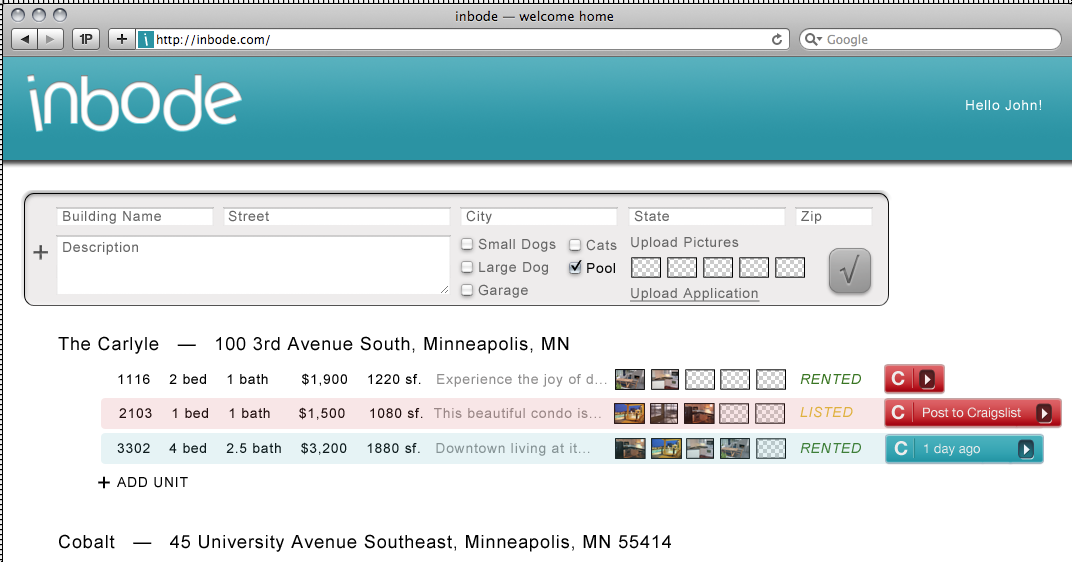 inbode — welcome home
1P + i http://inbode.com/ Google
inbode
Hello John!
Building Name Street City State Zip
+ Description Small Dogs Cats Upload Pictures
Large Dog Pool
Garage Upload Application
√
The Carlyle — 100 3rd Avenue South, Minneapolis, MN
1116 2 bed 1 bath $1,900 1220 sf. Experience the joy of d... RENTED C
2103 1 bed 1 bath $1,500 1080 sf. This beautiful condo is... LISTED C Post to Craigslist
3302 4 bed 2.5 bath $3,200 1880 sf. Downtown living at it... RENTED C 1 day ago
+ ADD UNIT
Cobalt — 45 University Avenue Southeast, Minneapolis, MN 55414